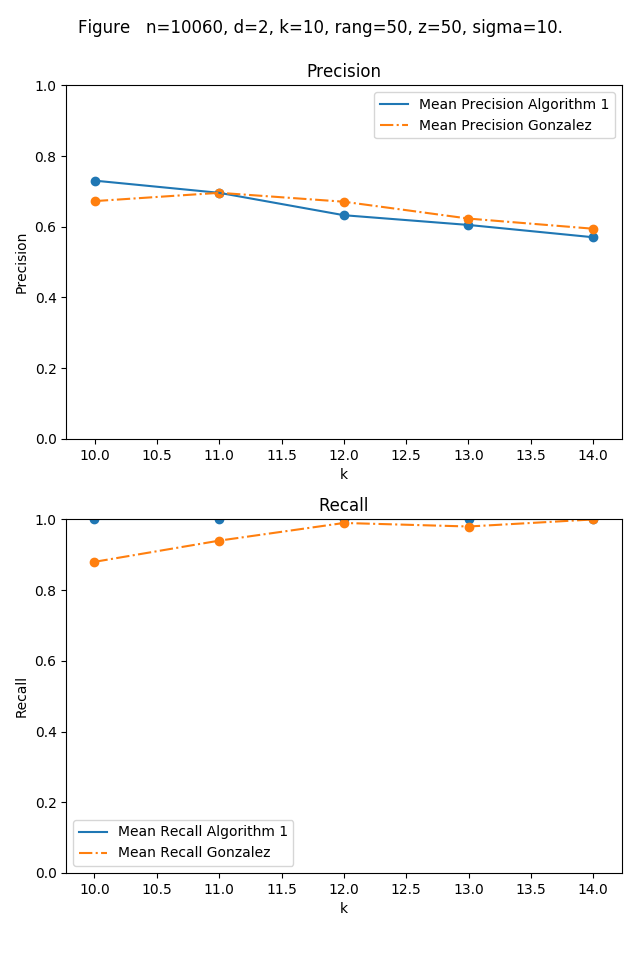 Figure   n=10060, d=2, k=10, rang=50, z=50, sigma=10.
Precision
1.0
Mean Precision Algorithm 1
Mean Precision Gonzalez
0.8
0.6
Precision
0.4
0.2
0.0
10.0 10.5 11.0 11.5 12.0 12.5 13.0 13.5 14.0
k
Recall
1.0
0.8
0.6
Recall
0.4
0.2
Mean Recall Algorithm 1
Mean Recall Gonzalez
0.0
10.0 10.5 11.0 11.5 12.0 12.5 13.0 13.5 14.0
k